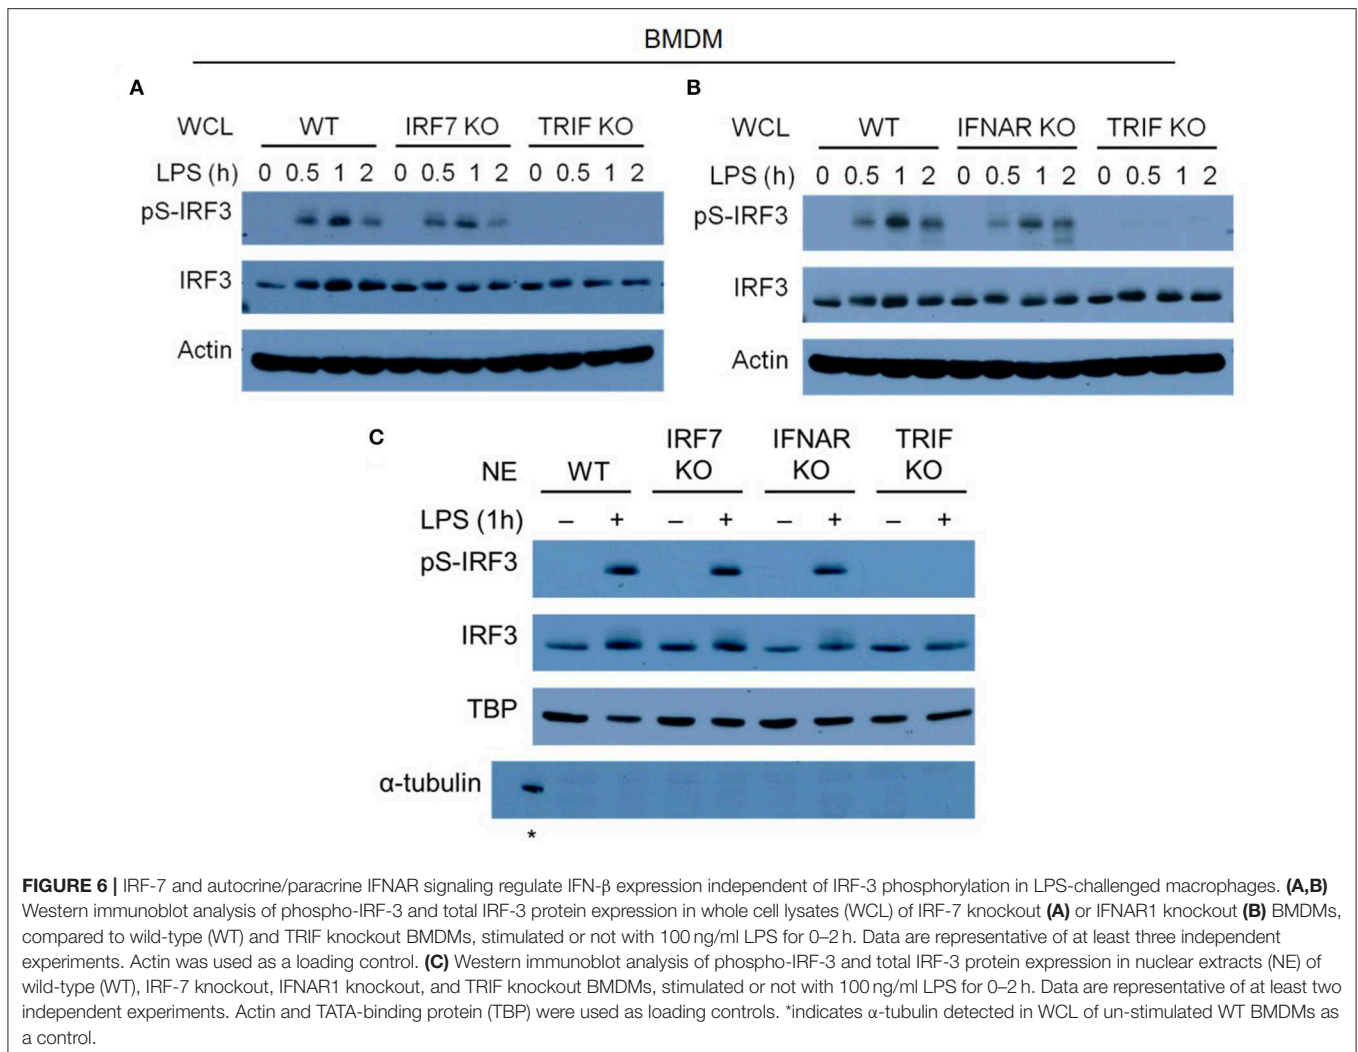 BMDM
A
WCL WT IRF7 KO TRIF KO
LPS (h) 0 0.5 1 2 0 0.5 1 2 0 0.5 1 2
pS-IRF3
IRF3
Actin
B
WCL WT IFNAR KO TRIF KO
LPS (h) 0 0.5 1 2 0 0.5 1 2 0 0.5 1 2
pS-IRF3
IRF3
Actin
C
NE WT IRF7 KO IFNAR KO TRIF KO
LPS (1h) – + – + – + – +
pS-IRF3
IRF3
TBP
α-tubulin
*
FIGURE 6 | IRF-7 and autocrine/paracrine IFNAR signaling regulate IFN-β expression independent of IRF-3 phosphorylation in LPS-challenged macrophages. (A,B)
Western immunoblot analysis of phospho-IRF-3 and total IRF-3 protein expression in whole cell lysates (WCL) of IRF-7 knockout (A) or IFNAR1 knockout (B) BMDMs,
compared to wild-type (WT) and TRIF knockout BMDMs, stimulated or not with 100 ng/ml LPS for 0–2 h. Data are representative of at least three independent
experiments. Actin was used as a loading control. (C) Western immunoblot analysis of phospho-IRF-3 and total IRF-3 protein expression in nuclear extracts (NE) of
wild-type (WT), IRF-7 knockout, IFNAR1 knockout, and TRIF knockout BMDMs, stimulated or not with 100 ng/ml LPS for 0–2 h. Data are representative of at least two
independent experiments. Actin and TATA-binding protein (TBP) were used as loading controls. *indicates α-tubulin detected in WCL of un-stimulated WT BMDMs as
a control.